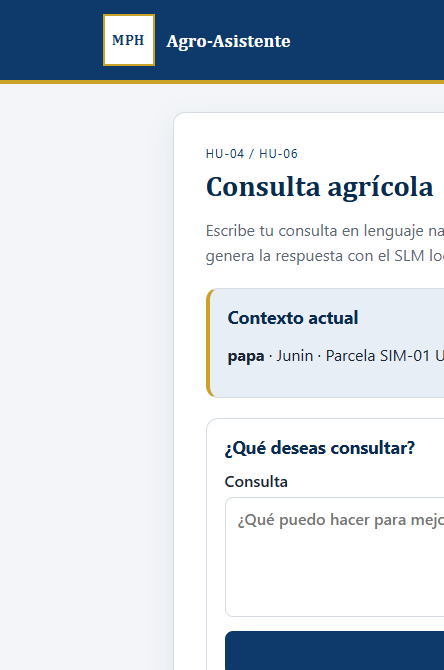 MPH
Agro-Asistente
HU-04 / HU-06
Consulta agrícola
Escribe tu consulta en lenguaje na
genera la respuesta con el SLM lo
Contexto actual
papa · Junin · Parcela SIM-01 U
¿Qué deseas consultar?
Consulta
¿Qué puedo hacer para mejo